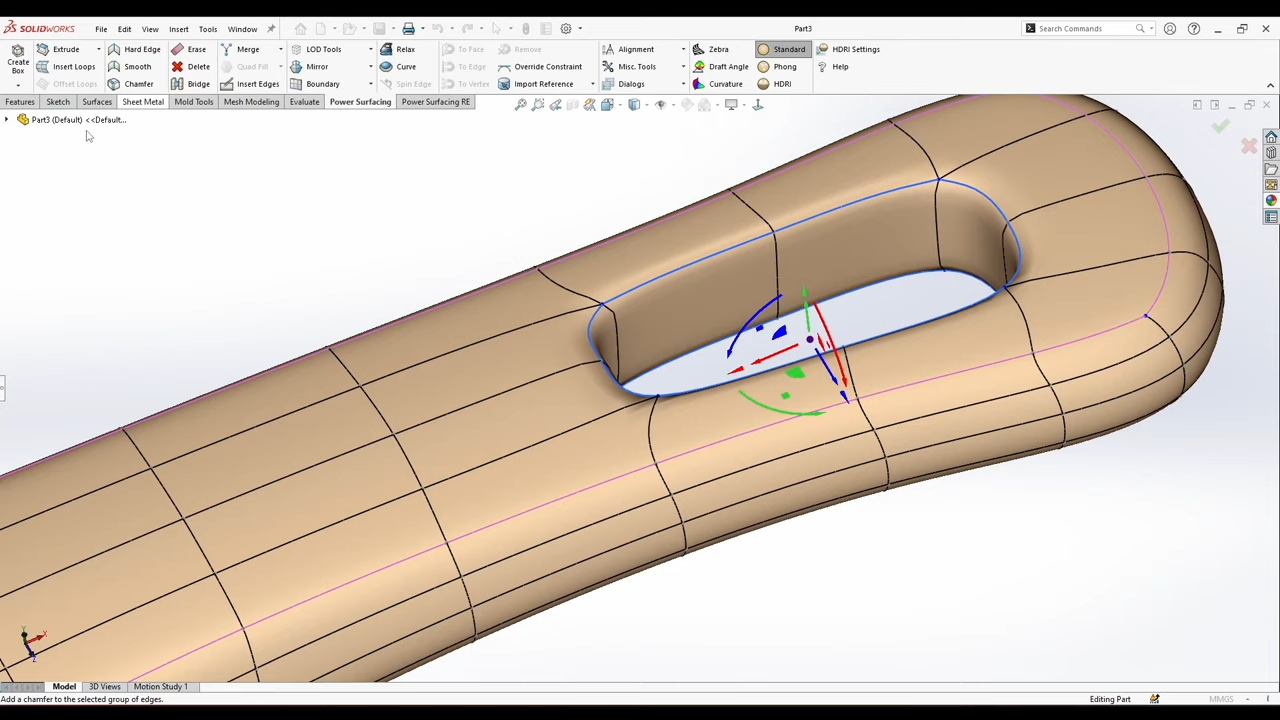 SOLIDWORKS File Edit View Insert Tools Window Part3 Search Commands
Create Box
Extrude Hard Edge Erase Merge LOD Tools Relax To Face Remove Alignment Zebra Standard HDRI Settings
Insert Loops Smooth Delete Quad Fill Mirror Curve To Edge Override Constraint Misc. Tools Draft Angle Phong Help
Offset Loops Chamfer Bridge Insert Edges Boundary Spin Edge To Vertex Import Reference Dialogs Curvature HDRI
Features Sketch Surfaces Sheet Metal Mold Tools Mesh Modeling Evaluate Power Surfacing Power Surfacing RE
Part3 (Default) <<Default...
Y
X
Z
Model 3D Views Motion Study 1
Add a chamfer to the selected group of edges. Editing Part MMGS